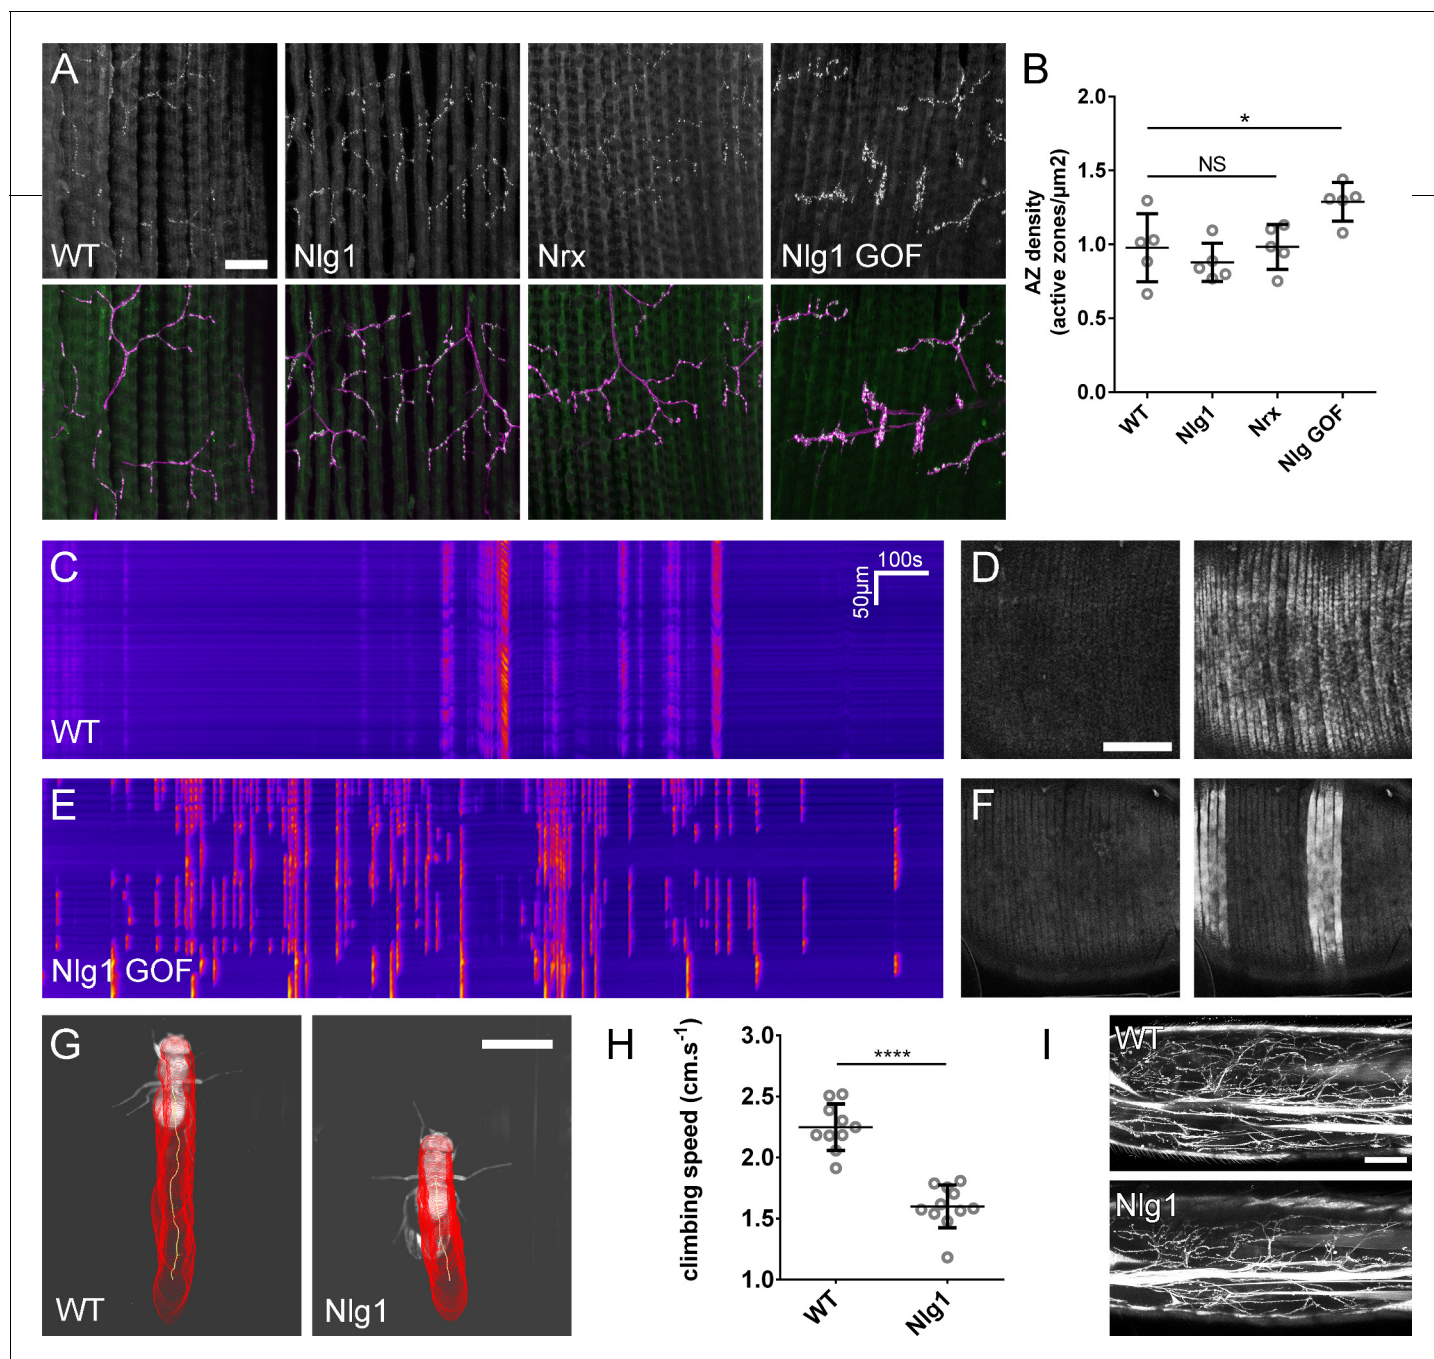 A
WT
Nlg1
Nrx
Nlg1 GOF
B
2.0
1.5
1.0
0.5
0.0
AZ density
(active zones/μm2)
*
NS
WT
Nlg1
Nrx
Nlg GOF
C
WT
100s
50μm
D
E
Nlg1 GOF
F
G
WT
Nlg1
H
3.0
2.5
2.0
1.5
1.0
climbing speed (cm.s-1)
****
WT
Nlg1
I
WT
Nlg1